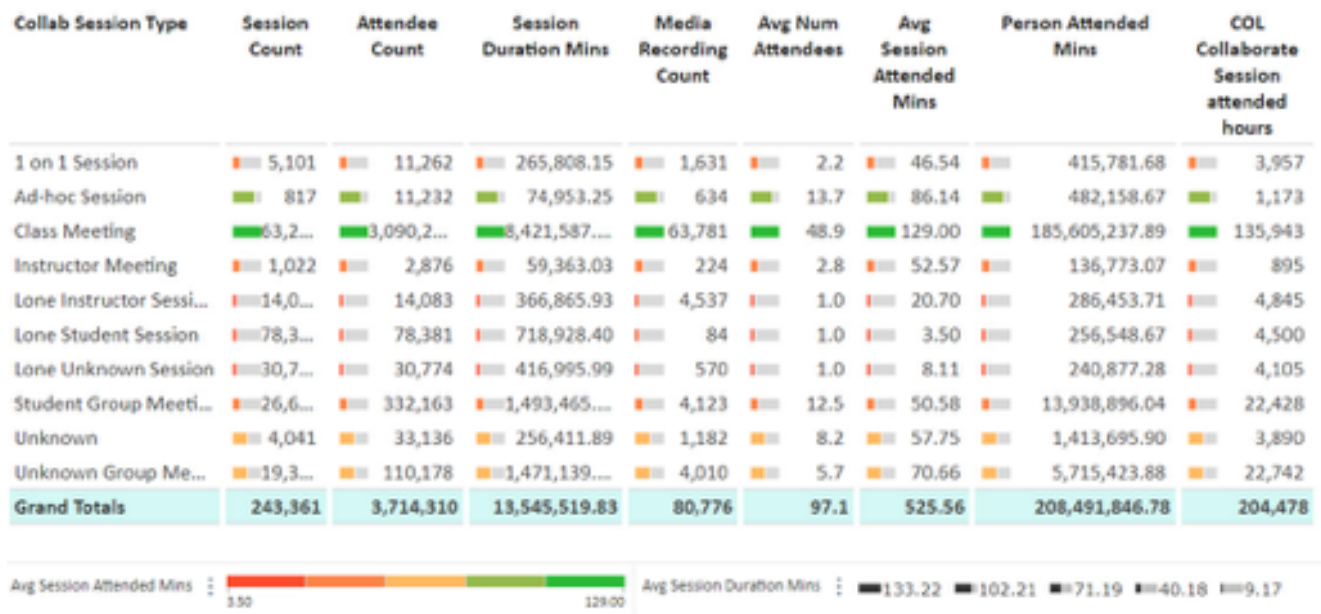 Collab Session Type Session Count Attendee Count Session Duration Mins Media Recording Count Avg Num Attendees Avg Session Attended Mins Person Attended Mins COL Collaborate Session attended hours
1 on 1 Session 5,101 11,262 265,808.15 1,631 2.2 46.54 415,781.68 3,957
Ad-hoc Session 817 11,232 74,953.25 634 13.7 86.14 482,158.67 1,173
Class Meeting 63,2... 3,090,2... 8,421,587.... 63,781 48.9 129.00 185,605,237.89 135,943
Instructor Meeting 1,022 2,876 59,363.03 224 2.8 52.57 136,773.07 895
Lone Instructor Sessi... 14,0... 14,083 366,865.93 4,537 1.0 20.70 286,453.71 4,845
Lone Student Session 78,3... 78,381 718,928.40 84 1.0 3.50 256,548.67 4,500
Lone Unknown Session 30,7... 30,774 416,995.99 570 1.0 8.11 240,877.28 4,105
Student Group Meeti... 26,6... 332,163 1,493,465.... 4,123 12.5 50.58 13,938,896.04 22,428
Unknown 4,041 33,136 256,411.89 1,182 8.2 57.75 1,413,695.90 3,890
Unknown Group Me... 19,3... 110,178 1,471,139.... 4,010 5.7 70.66 5,715,423.88 22,742
Grand Totals 243,361 3,714,310 13,545,519.83 80,776 97.1 525.56 208,491,846.78 204,478
Avg Session Attended Mins 3.50 129.00 Avg Session Duration Mins 133.22 102.21 71.19 40.18 9.17